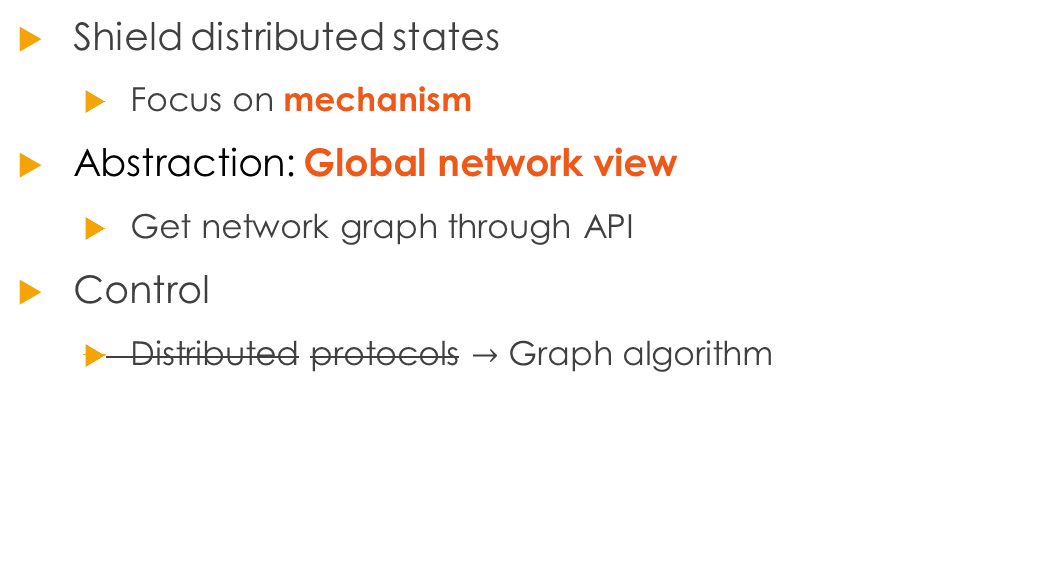 Shield distributed states
Focus on mechanism
Abstraction: Global network view
Get network graph through API
Control
Distributed protocols → Graph algorithm